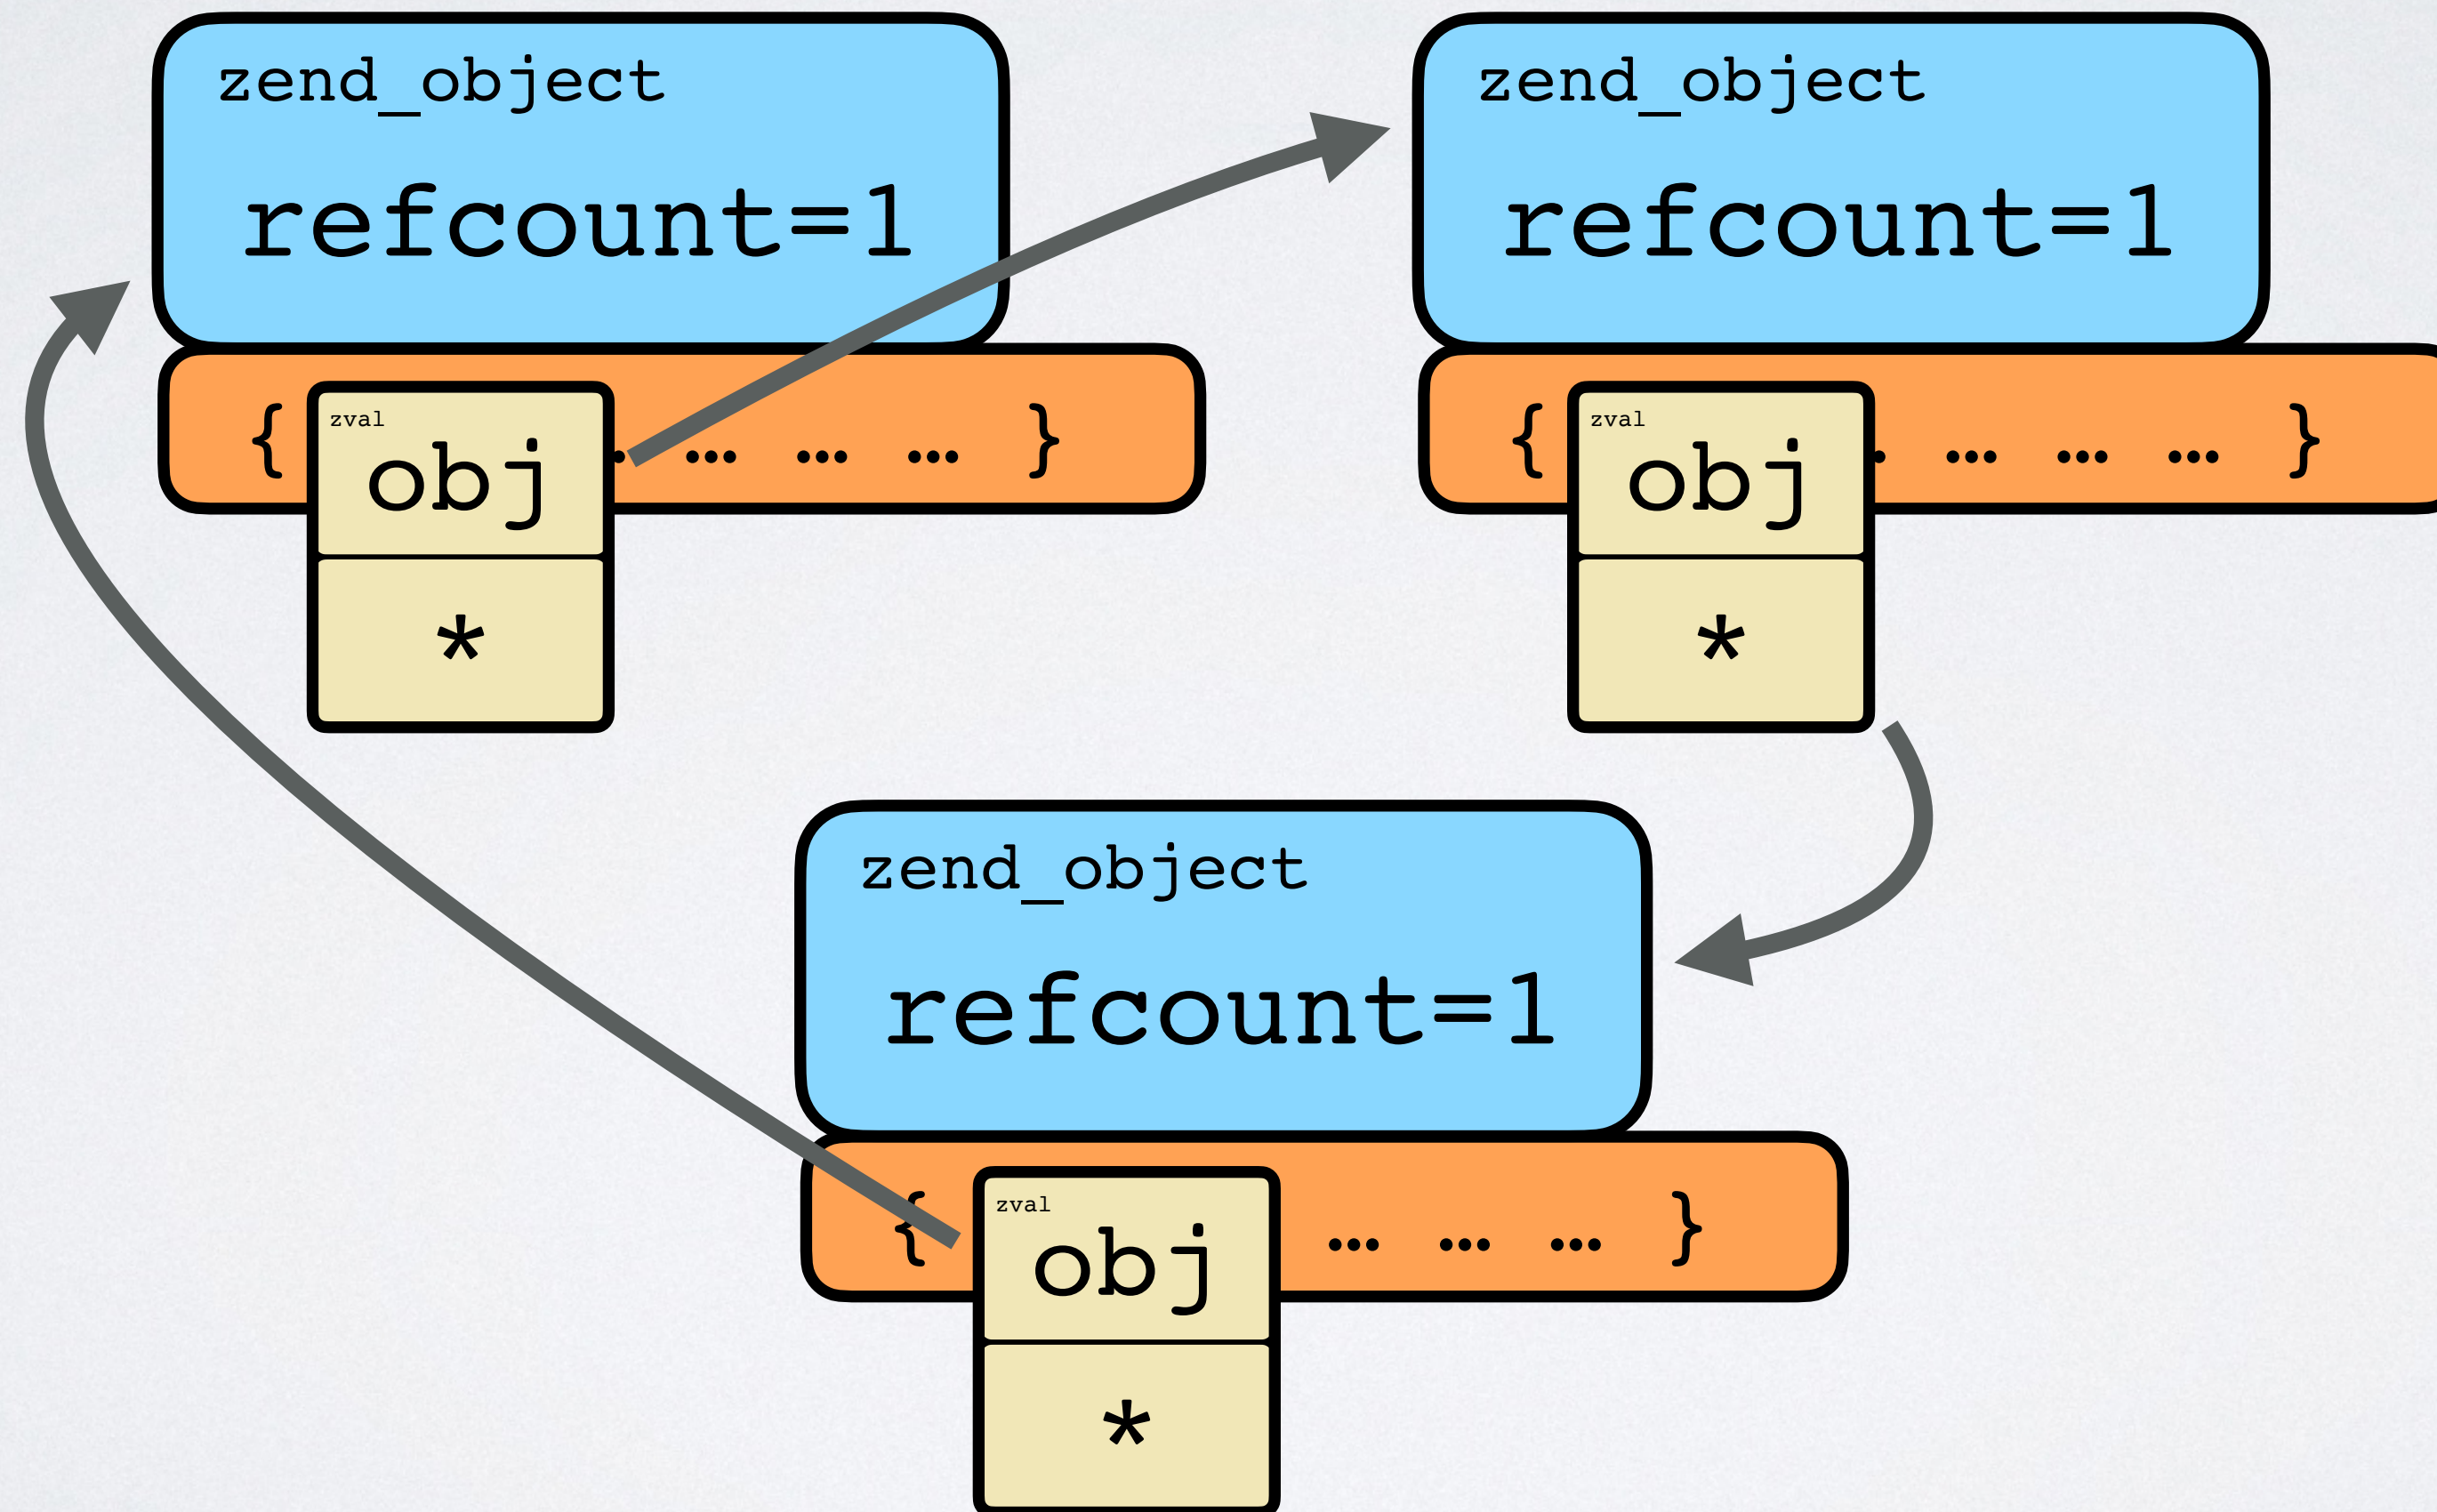 zend_object
refcount=1
{ … … … }
zval
obj
*
zend_object
refcount=1
{ … … … }
zval
obj
*
zend_object
refcount=1
{ … … … }
zval
obj
*